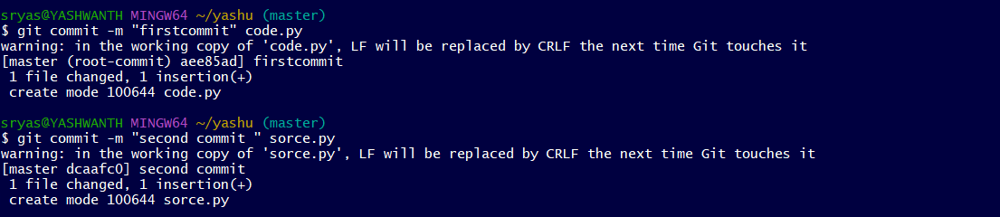 sryas@YASHWANTH MINGW64 ~/yashu (master)
$ git commit -m "firstcommit" code.py
warning: in the working copy of 'code.py', LF will be replaced by CRLF the next time Git touches it
[master (root-commit) aee85ad] firstcommit
 1 file changed, 1 insertion(+)
 create mode 100644 code.py
sryas@YASHWANTH MINGW64 ~/yashu (master)
$ git commit -m "second commit " sorce.py
warning: in the working copy of 'sorce.py', LF will be replaced by CRLF the next time Git touches it
[master dcaafc0] second commit
 1 file changed, 1 insertion(+)
 create mode 100644 sorce.py